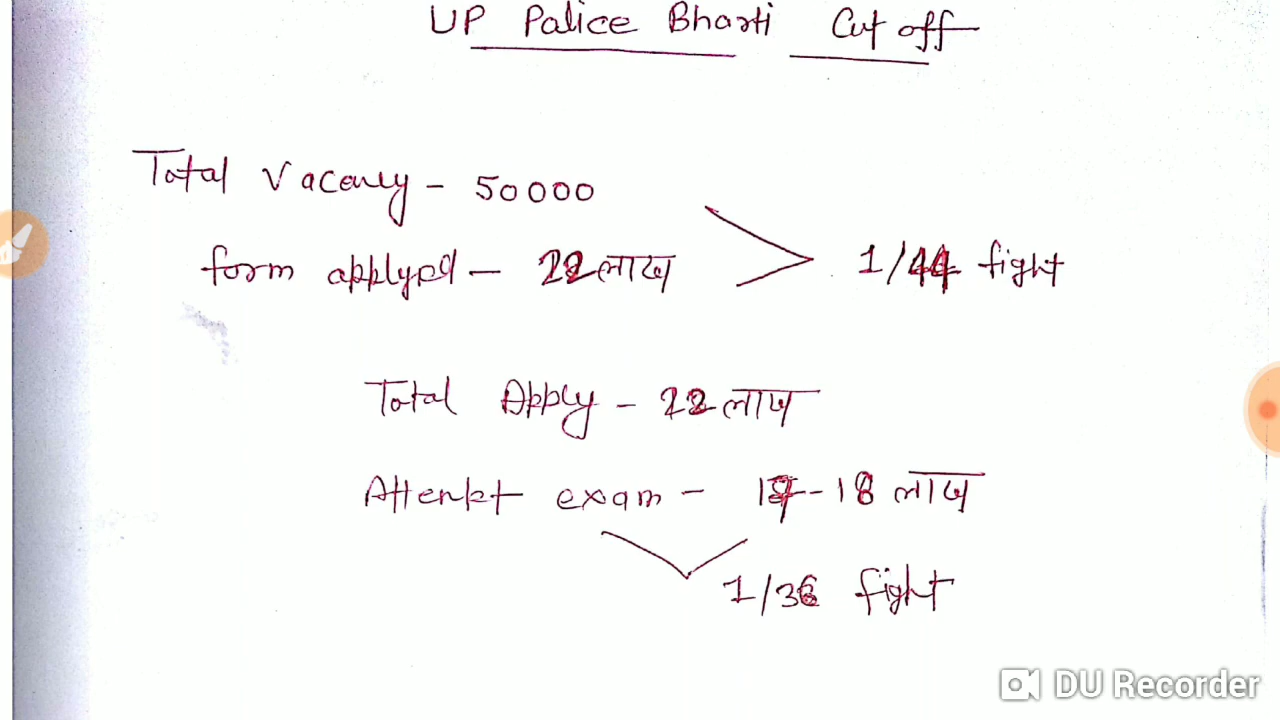 UP Palice Bharti Cut off
Total Vacancy - 50000
form applyed - 22 लाख
1/44 fight
Total Apply - 22 लाख
Attenkt exam - 17-18 लाख
1/36 fight
DU Recorder